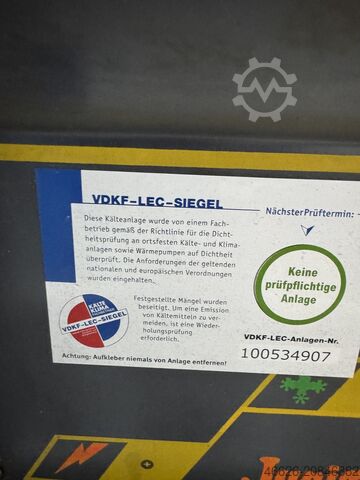 VDKF-LEC-SIEGEL
Nächster Prüftermin:
Diese Kälteanlage wurde von einem Fach-
betrieb gemäß der Richtlinie für die Dicht-
heitsprüfung an ortsfesten Kälte- und Klima-
anlagen sowie Wärmepumpen auf Dichtheit
überprüft. Die Anforderungen der geltenden
nationalen und europäischen Verordnungen
wurden eingehalten.
Keine
prüfpflichtige
Anlage
KÄLTE
KLIMA
VDKF-LEC-SIEGEL
Festgestellte Mängel wurden
beseitigt. Um eine Emission
von Kältemitteln zu ver-
meiden, ist eine Wieder-
holungsprüfung
erforderlich.
VDKF-LEC-Anlagen-Nr.
100534907
Achtung: Aufkleber niemals von Anlage entfernen!